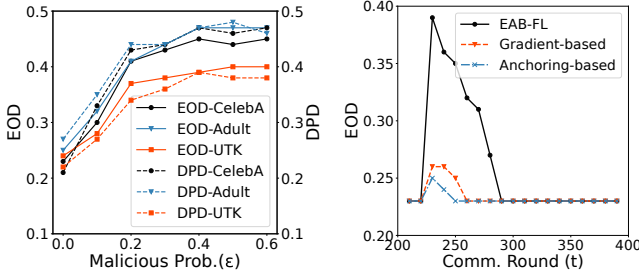 EOD
0.5
0.4
0.3
0.2
0.1
0.0
0.2
0.4
0.6
Malicious Prob.(ε)
EOD-CelebA
EOD-Adult
EOD-UTK
DPD-CelebA
DPD-Adult
DPD-UTK
0.5
0.4
0.3
0.2
0.1
DPD
EOD
0.40
0.35
0.30
0.25
0.20
200
250
300
350
400
Comm. Round (t)
EAB-FL
Gradient-based
Anchoring-based